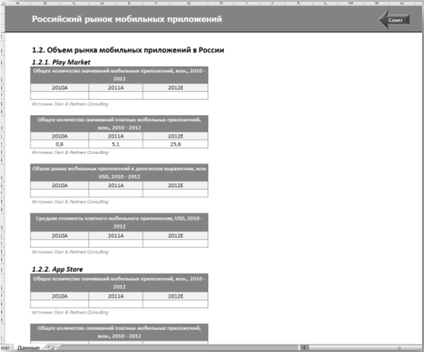 Российский рынок мобильных приложений
Cover
1.2. Объем рынка мобильных приложений в России
1.2.1. Play Market
Общее количество скачиваний мобильных приложений, млн., 2010 -
2012
2010A 2011A 2012E
Источник: J'son & Partners Consulting
Общее количество скачиваний платных мобильных приложений,
млн., 2010 - 2012
2010A 2011A 2012E
0,6 5,1 25,6
Источник: J'son & Partners Consulting
Объем рынка мобильных приложений в денежном выражении, млн
USD, 2010 - 2012
2010A 2011A 2012E
Источник: J'son & Partners Consulting
Средняя стоимость платного мобильного приложения, USD, 2010 -
2012
2010A 2011A 2012E
Источник: J'son & Partners Consulting
1.2.2. App Store
Общее количество скачиваний мобильных приложений, млн., 2010 -
2012
2010A 2011A 2012E
Источник: J'son & Partners Consulting
Общее количество скачиваний платных мобильных приложений,
Данные